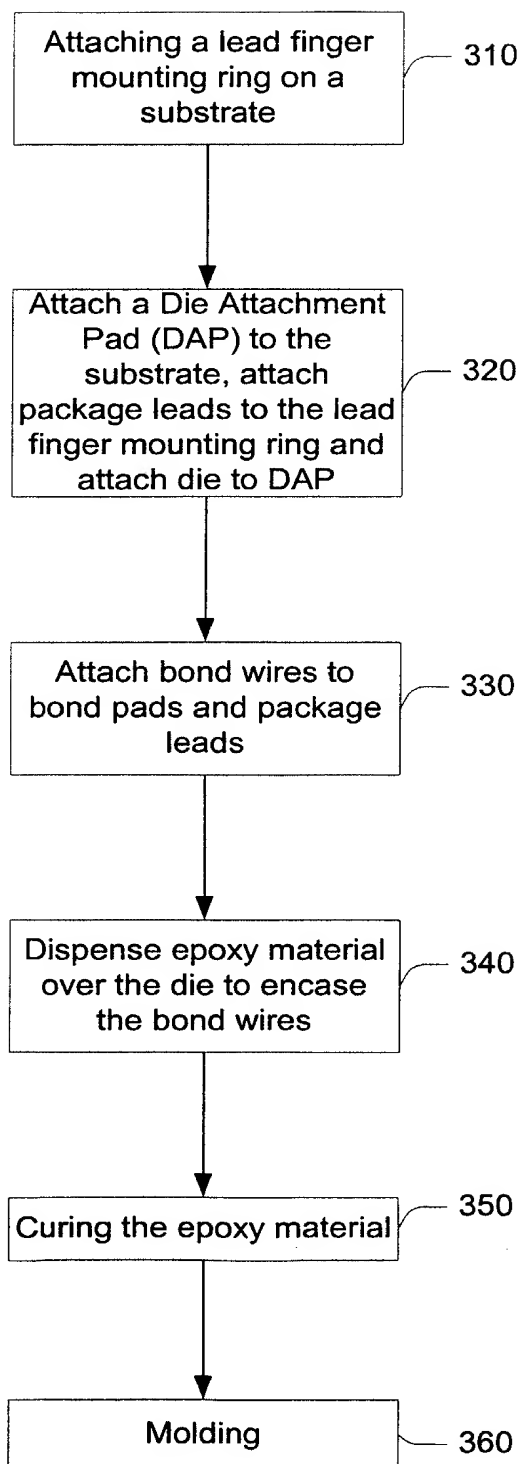 Attaching a lead finger
mounting ring on a
substrate
310
Attach a Die Attachment
Pad (DAP) to the
substrate, attach
package leads to the lead
finger mounting ring and
attach die to DAP
320
Attach bond wires to
bond pads and package
leads
330
Dispense epoxy material
over the die to encase
the bond wires
340
Curing the epoxy material
350
Molding
360